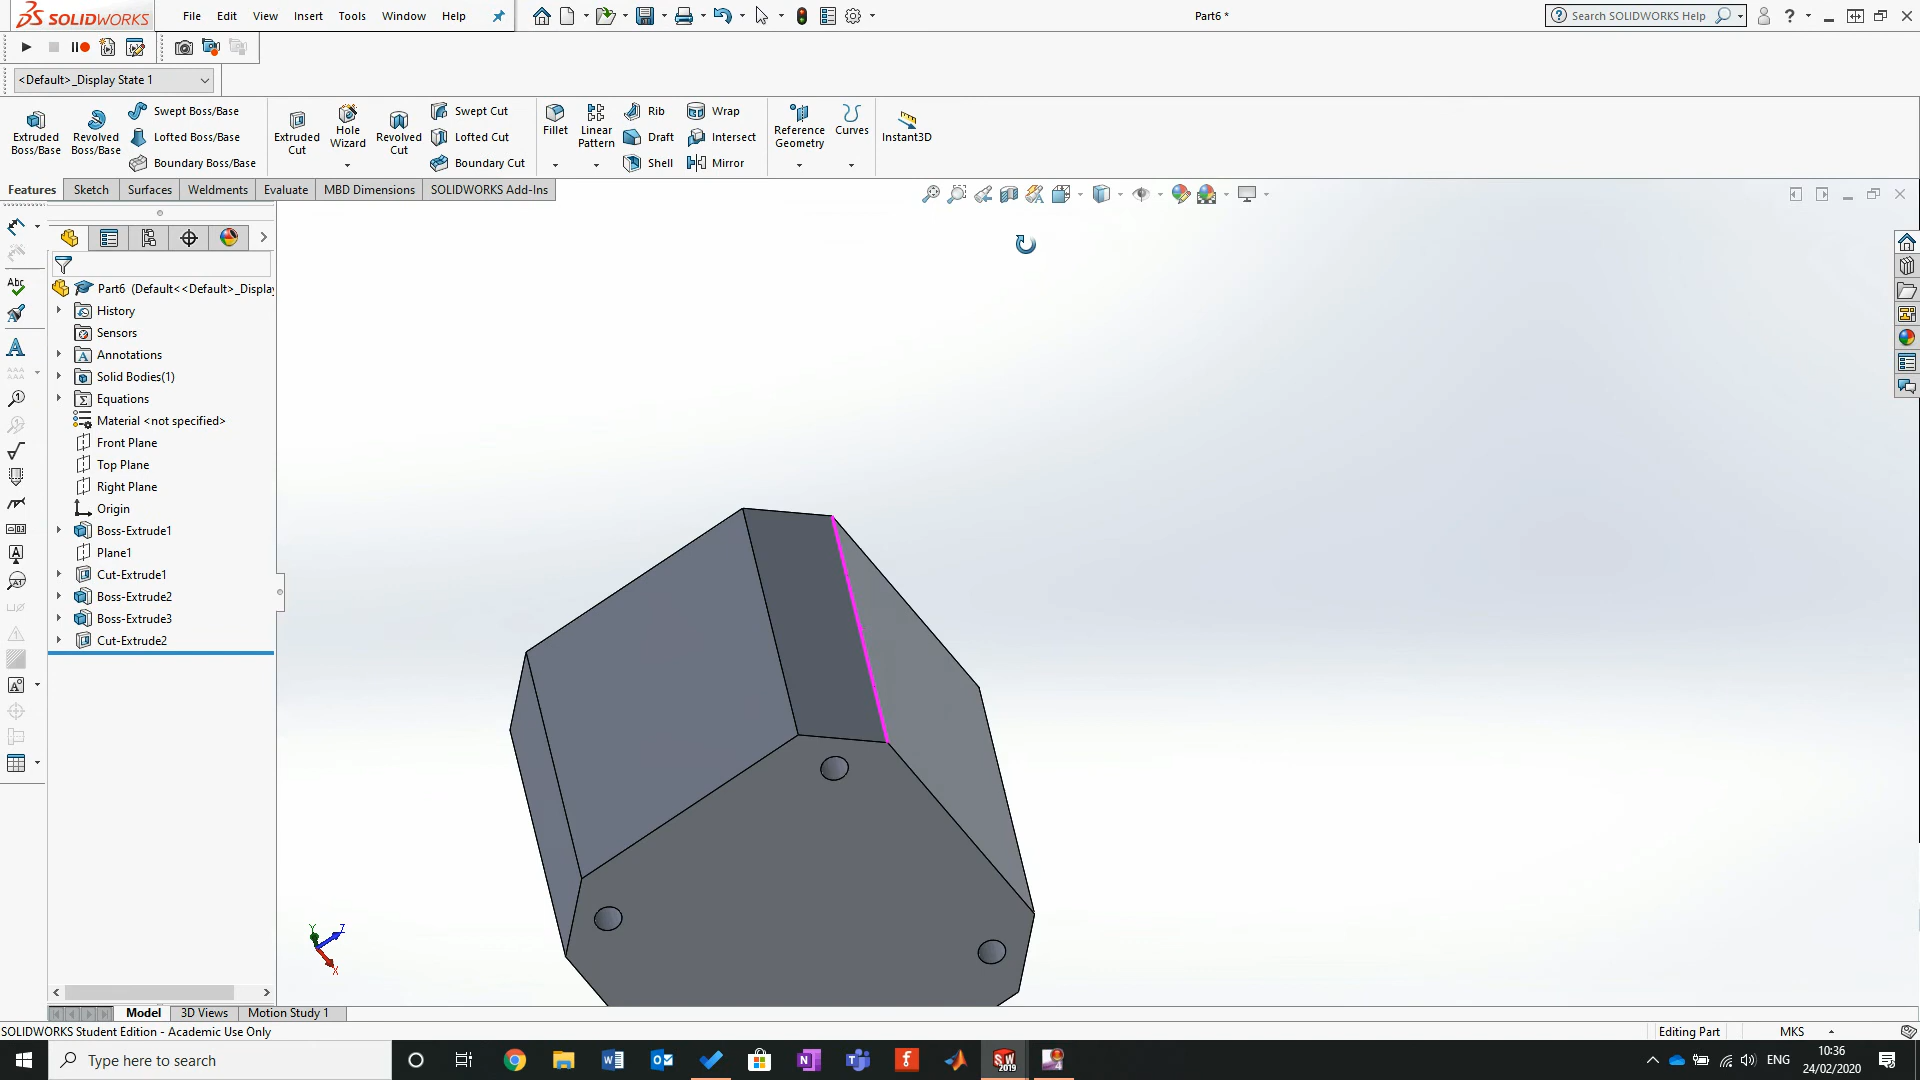 SOLIDWORKS File Edit View Insert Tools Window Help Part6 * Search SOLIDWORKS Help ?
<Default>_Display State 1
Extruded Boss/Base
Revolved Boss/Base
Swept Boss/Base
Lofted Boss/Base
Boundary Boss/Base
Extruded Cut
Hole Wizard
Revolved Cut
Swept Cut
Lofted Cut
Boundary Cut
Fillet
Linear Pattern
Rib
Draft
Shell
Wrap
Intersect
Mirror
Reference Geometry
Curves
Instant3D
Features Sketch Surfaces Weldments Evaluate MBD Dimensions SOLIDWORKS Add-Ins
Part6 (Default<<Default>_Displa
History
Sensors
Annotations
Solid Bodies(1)
Equations
Material <not specified>
Front Plane
Top Plane
Right Plane
Origin
Boss-Extrude1
Plane1
Cut-Extrude1
Boss-Extrude2
Boss-Extrude3
Cut-Extrude2
Y Z
X
Model 3D Views Motion Study 1
SOLIDWORKS Student Edition - Academic Use Only Editing Part MKS
Type here to search
ENG
10:36
24/02/2020